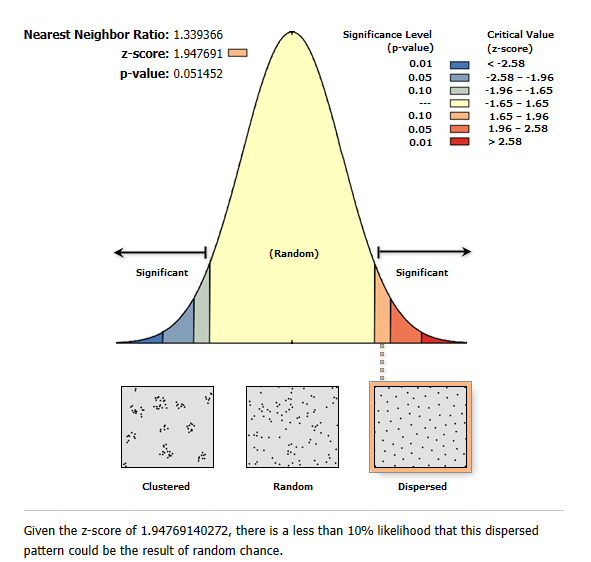 Nearest Neighbor Ratio: 1.339366
z-score: 1.947691
p-value: 0.051452
Significance Level
(p-value)
Critical Value
(z-score)
0.01 < -2.58
0.05 -2.58 – -1.96
0.10 -1.96 – -1.65
--- -1.65 – 1.65
0.10 1.65 – 1.96
0.05 1.96 – 2.58
0.01 > 2.58
(Random)
Significant
Significant
Clustered
Random
Dispersed
Given the z-score of 1.94769140272, there is a less than 10% likelihood that this dispersed
pattern could be the result of random chance.